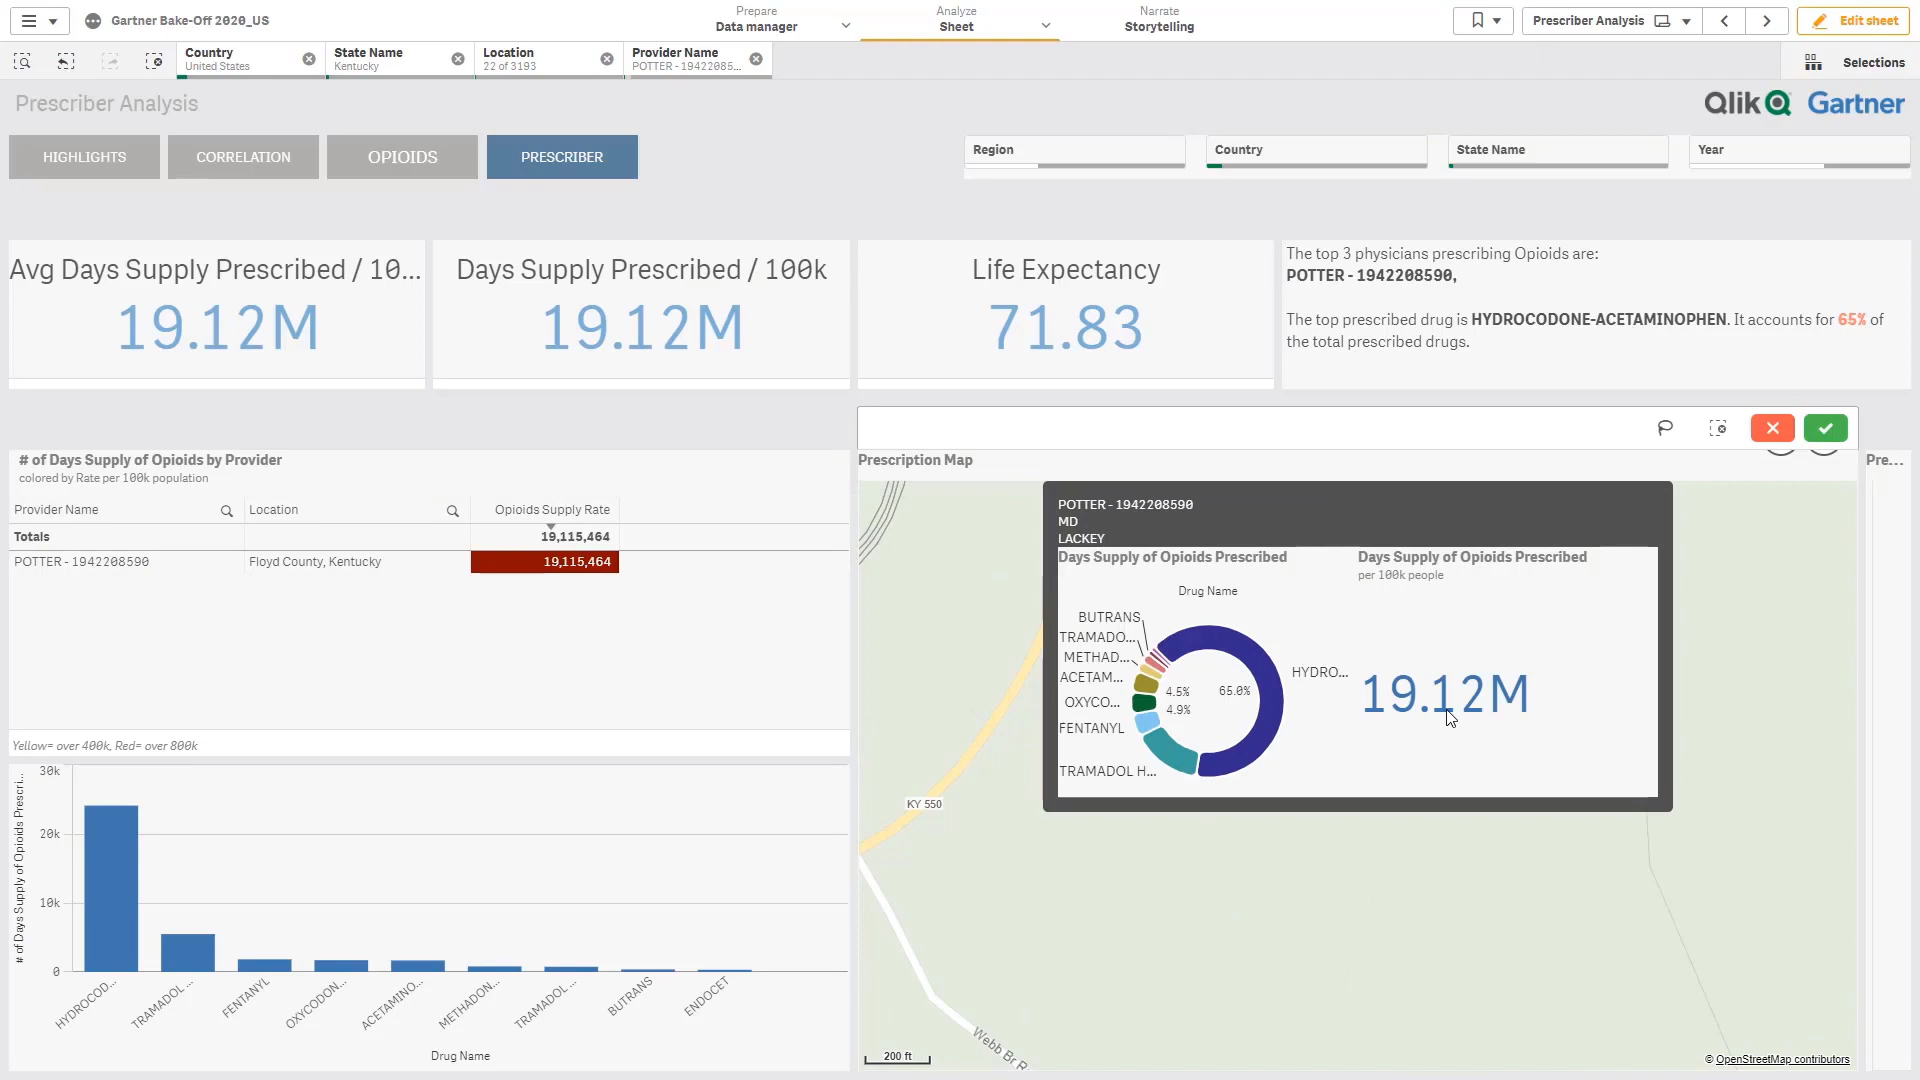 Gartner Bake-Off 2020_US
Prepare
Data manager
Analyze
Sheet
Narrate
Storytelling
Prescriber Analysis
Edit sheet
Country
United States
State Name
Kentucky
Location
22 of 3193
Provider Name
POTTER - 19422085...
Selections
Prescriber Analysis
Qlik
Gartner
HIGHLIGHTS
CORRELATION
OPIOIDS
PRESCRIBER
Region
Country
State Name
Year
Avg Days Supply Prescribed / 10...
19.12M
Days Supply Prescribed / 100k
19.12M
Life Expectancy
71.83
The top 3 physicians prescribing Opioids are:
POTTER - 1942208590,
The top prescribed drug is HYDROCODONE-ACETAMINOPHEN. It accounts for 65% of
the total prescribed drugs.
# of Days Supply of Opioids by Provider
colored by Rate per 100k population
Provider Name
Location
Opioids Supply Rate
Totals
19,115,464
POTTER - 1942208590
Floyd County, Kentucky
19,115,464
Yellow= over 400k, Red= over 800k
Prescription Map
Pre...
POTTER - 1942208590
MD
LACKEY
Days Supply of Opioids Prescribed
Drug Name
BUTRANS
TRAMADO...
METHAD...
ACETAM...
OXYCO...
FENTANYL
TRAMADOL H...
HYDRO...
4.5%
4.9%
65.0%
Days Supply of Opioids Prescribed
per 100k people
19.12M
KY 550
Webb Br R
200 ft
© OpenStreetMap contributors
# of Days Supply of Opioids Prescri...
30k
20k
10k
0
HYDROCOD...
TRAMADOL ...
FENTANYL
OXYCODON...
ACETAMINO...
METHADON...
TRAMADOL ...
BUTRANS
ENDOCET
Drug Name